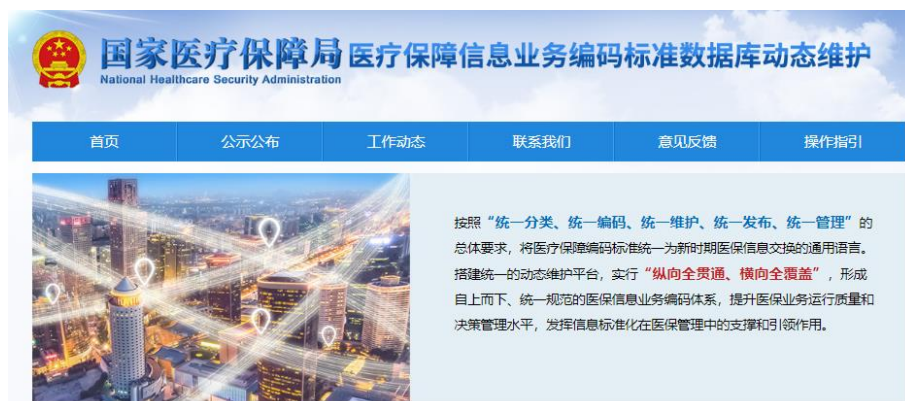 国家医疗保障局 医疗保障信息业务编码标准数据库动态维护
National Healthcare Security Administration
首页 公示公布 工作动态 联系我们 意见反馈 操作指引
按照“统一分类、统一编码、统一维护、统一发布、统一管理”的
总体要求，将医疗保障编码标准统一为新时期医保信息交换的通用语言。
搭建统一的动态维护平台，实行“纵向全贯通、横向全覆盖”，形成
自上而下、统一规范的医保信息业务编码体系，提升医保业务运行质量和
决策管理水平，发挥信息标准化在医保管理中的支撑和引领作用。